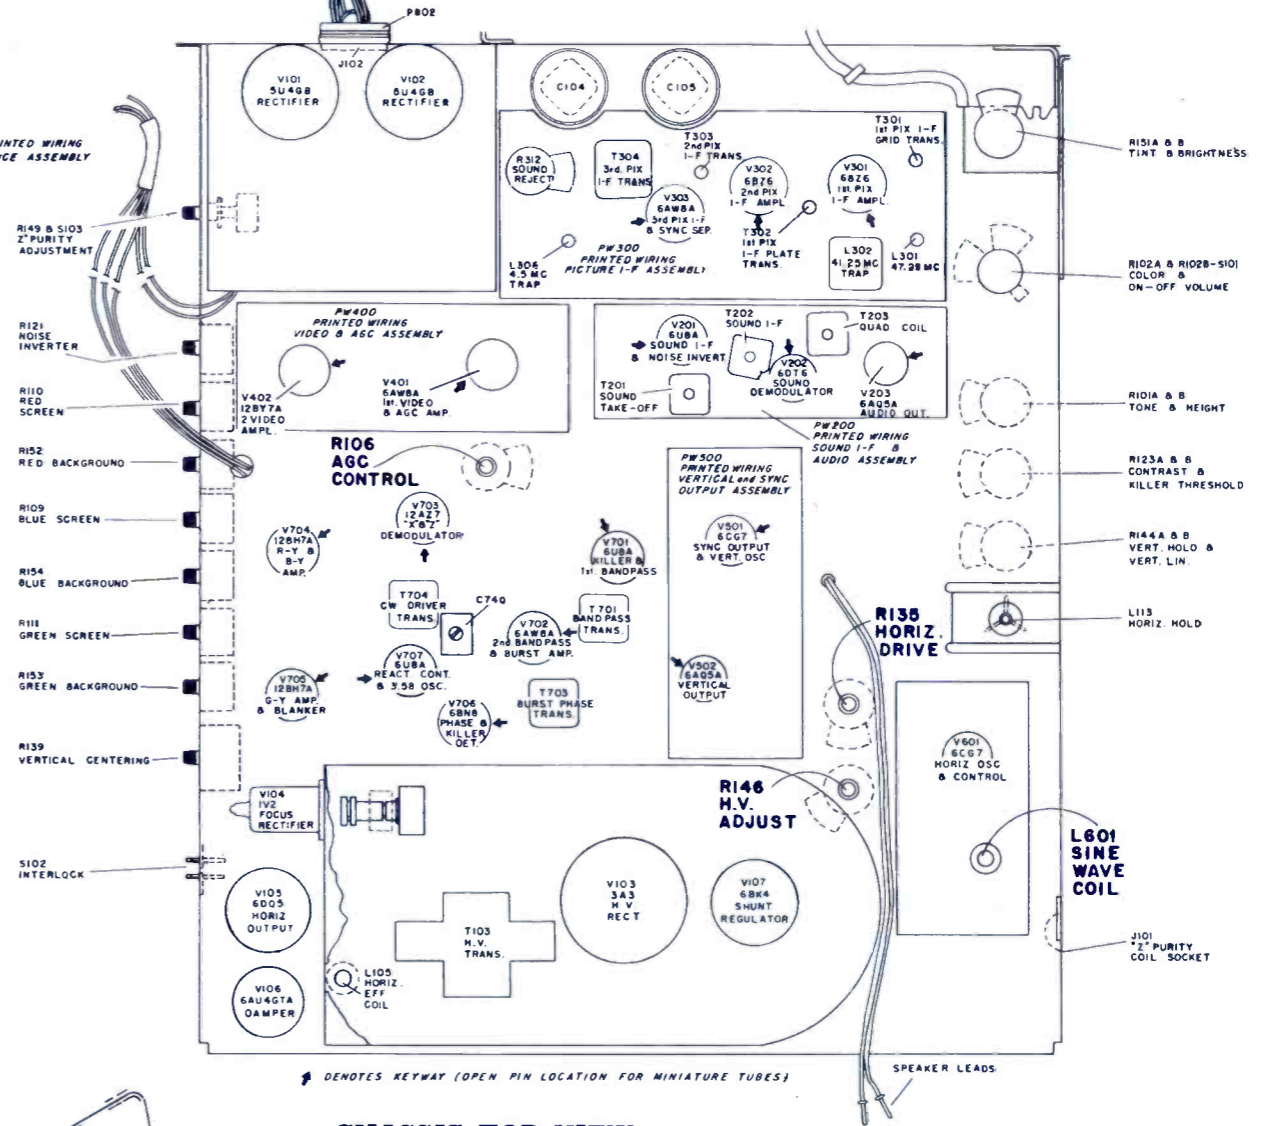 P802
J102
V101
5U4GB
RECTIFIER
V102
5U4GB
RECTIFIER
C104
C105
ASSEMBLY
R149 & S103
Z" PURITY
ADJUSTMENT
R312
SOUND
REJECT
T304
3rd. PIX
I-F TRANS
T303
2nd PIX
I-F TRANS.
V303
6AW8A
3rd PIX I-F
& SYNC SEP.
V302
6BZ6
2nd PIX
I-F AMPL
T301
1st PIX I-F
GRID TRANS.
V301
6BZ6
1st. PIX
I-F AMPL.
T302
1st PIX
I-F PLATE
TRANS.
L302
41.25 MC
TRAP
L301
47.25 MC
L306
4.5 MC
TRAP
PW300
PRINTED WIRING
PICTURE I-F ASSEMBLY
R151A & B
TINT & BRIGHTNESS
R102A & R102B-S101
COLOR &
ON-OFF VOLUME
R121
NOISE
INVERTER
R110
RED
SCREEN
R152
RED BACKGROUND
R109
BLUE SCREEN
R154
BLUE BACKGROUND
R111
GREEN SCREEN
R153
GREEN BACKGROUND
R139
VERTICAL CENTERING
S102
INTERLOCK
PW400
PRINTED WIRING
VIDEO & AGC ASSEMBLY
V402
12BY7A
2 VIDEO
AMPL.
V401
6AW8A
1st. VIDEO
& AGC AMP.
V201
6U8A
SOUND I-F
& NOISE INVERT
T202
SOUND I-F
T203
QUAD COIL
T201
SOUND
TAKE-OFF
V202
6DT6
SOUND
DEMODULATOR
V203
6AQ5A
AUDIO OUT.
PW200
PRINTED WIRING
SOUND I-F &
AUDIO ASSEMBLY
R101A & B
TONE & HEIGHT
R123A & B
CONTRAST &
KILLER THRESHOLD
R144A & B
VERT. HOLD &
VERT. LIN.
L113
HORIZ. HOLD
R106
AGC
CONTROL
PW500
PRINTED WIRING
VERTICAL and SYNC
OUTPUT ASSEMBLY
V501
6CG7
SYNC OUTPUT
& VERT. OSC
V502
6AQ5A
VERTICAL
OUTPUT
V703
12AZ7
"X"&"Z"
DEMODULATOR
V704
12BH7A
R-Y &
B-Y
AMP.
V701
6U8A
KILLER &
1st. BANDPASS
T704
CW DRIVER
TRANS.
C740
V702
6AW8A
2nd BANDPASS
& BURST AMP.
T701
BAND PASS
TRANS.
V707
6U8A
REACT. CONT.
& 3.58 OSC.
V705
12BH7A
G-Y AMP.
& BLANKER
V706
6BN8
PHASE &
KILLER
DET.
T703
BURST PHASE
TRANS.
R135
HORIZ.
DRIVE
R146
H.V.
ADJUST
V601
6CG7
HORIZ OSC
& CONTROL
L601
SINE
WAVE
COIL
V104
1V2
FOCUS
RECTIFIER
V105
6DQ5
HORIZ
OUTPUT
V106
6AU4GTA
DAMPER
L105
HORIZ.
EFF
COIL
T103
H.V.
TRANS.
V103
3A3
H V
RECT
V107
6BK4
SHUNT
REGULATOR
J101
"Z" PURITY
COIL SOCKET
SPEAKER LEADS
DENOTES KEYWAY (OPEN PIN LOCATION FOR MINIATURE TUBES)